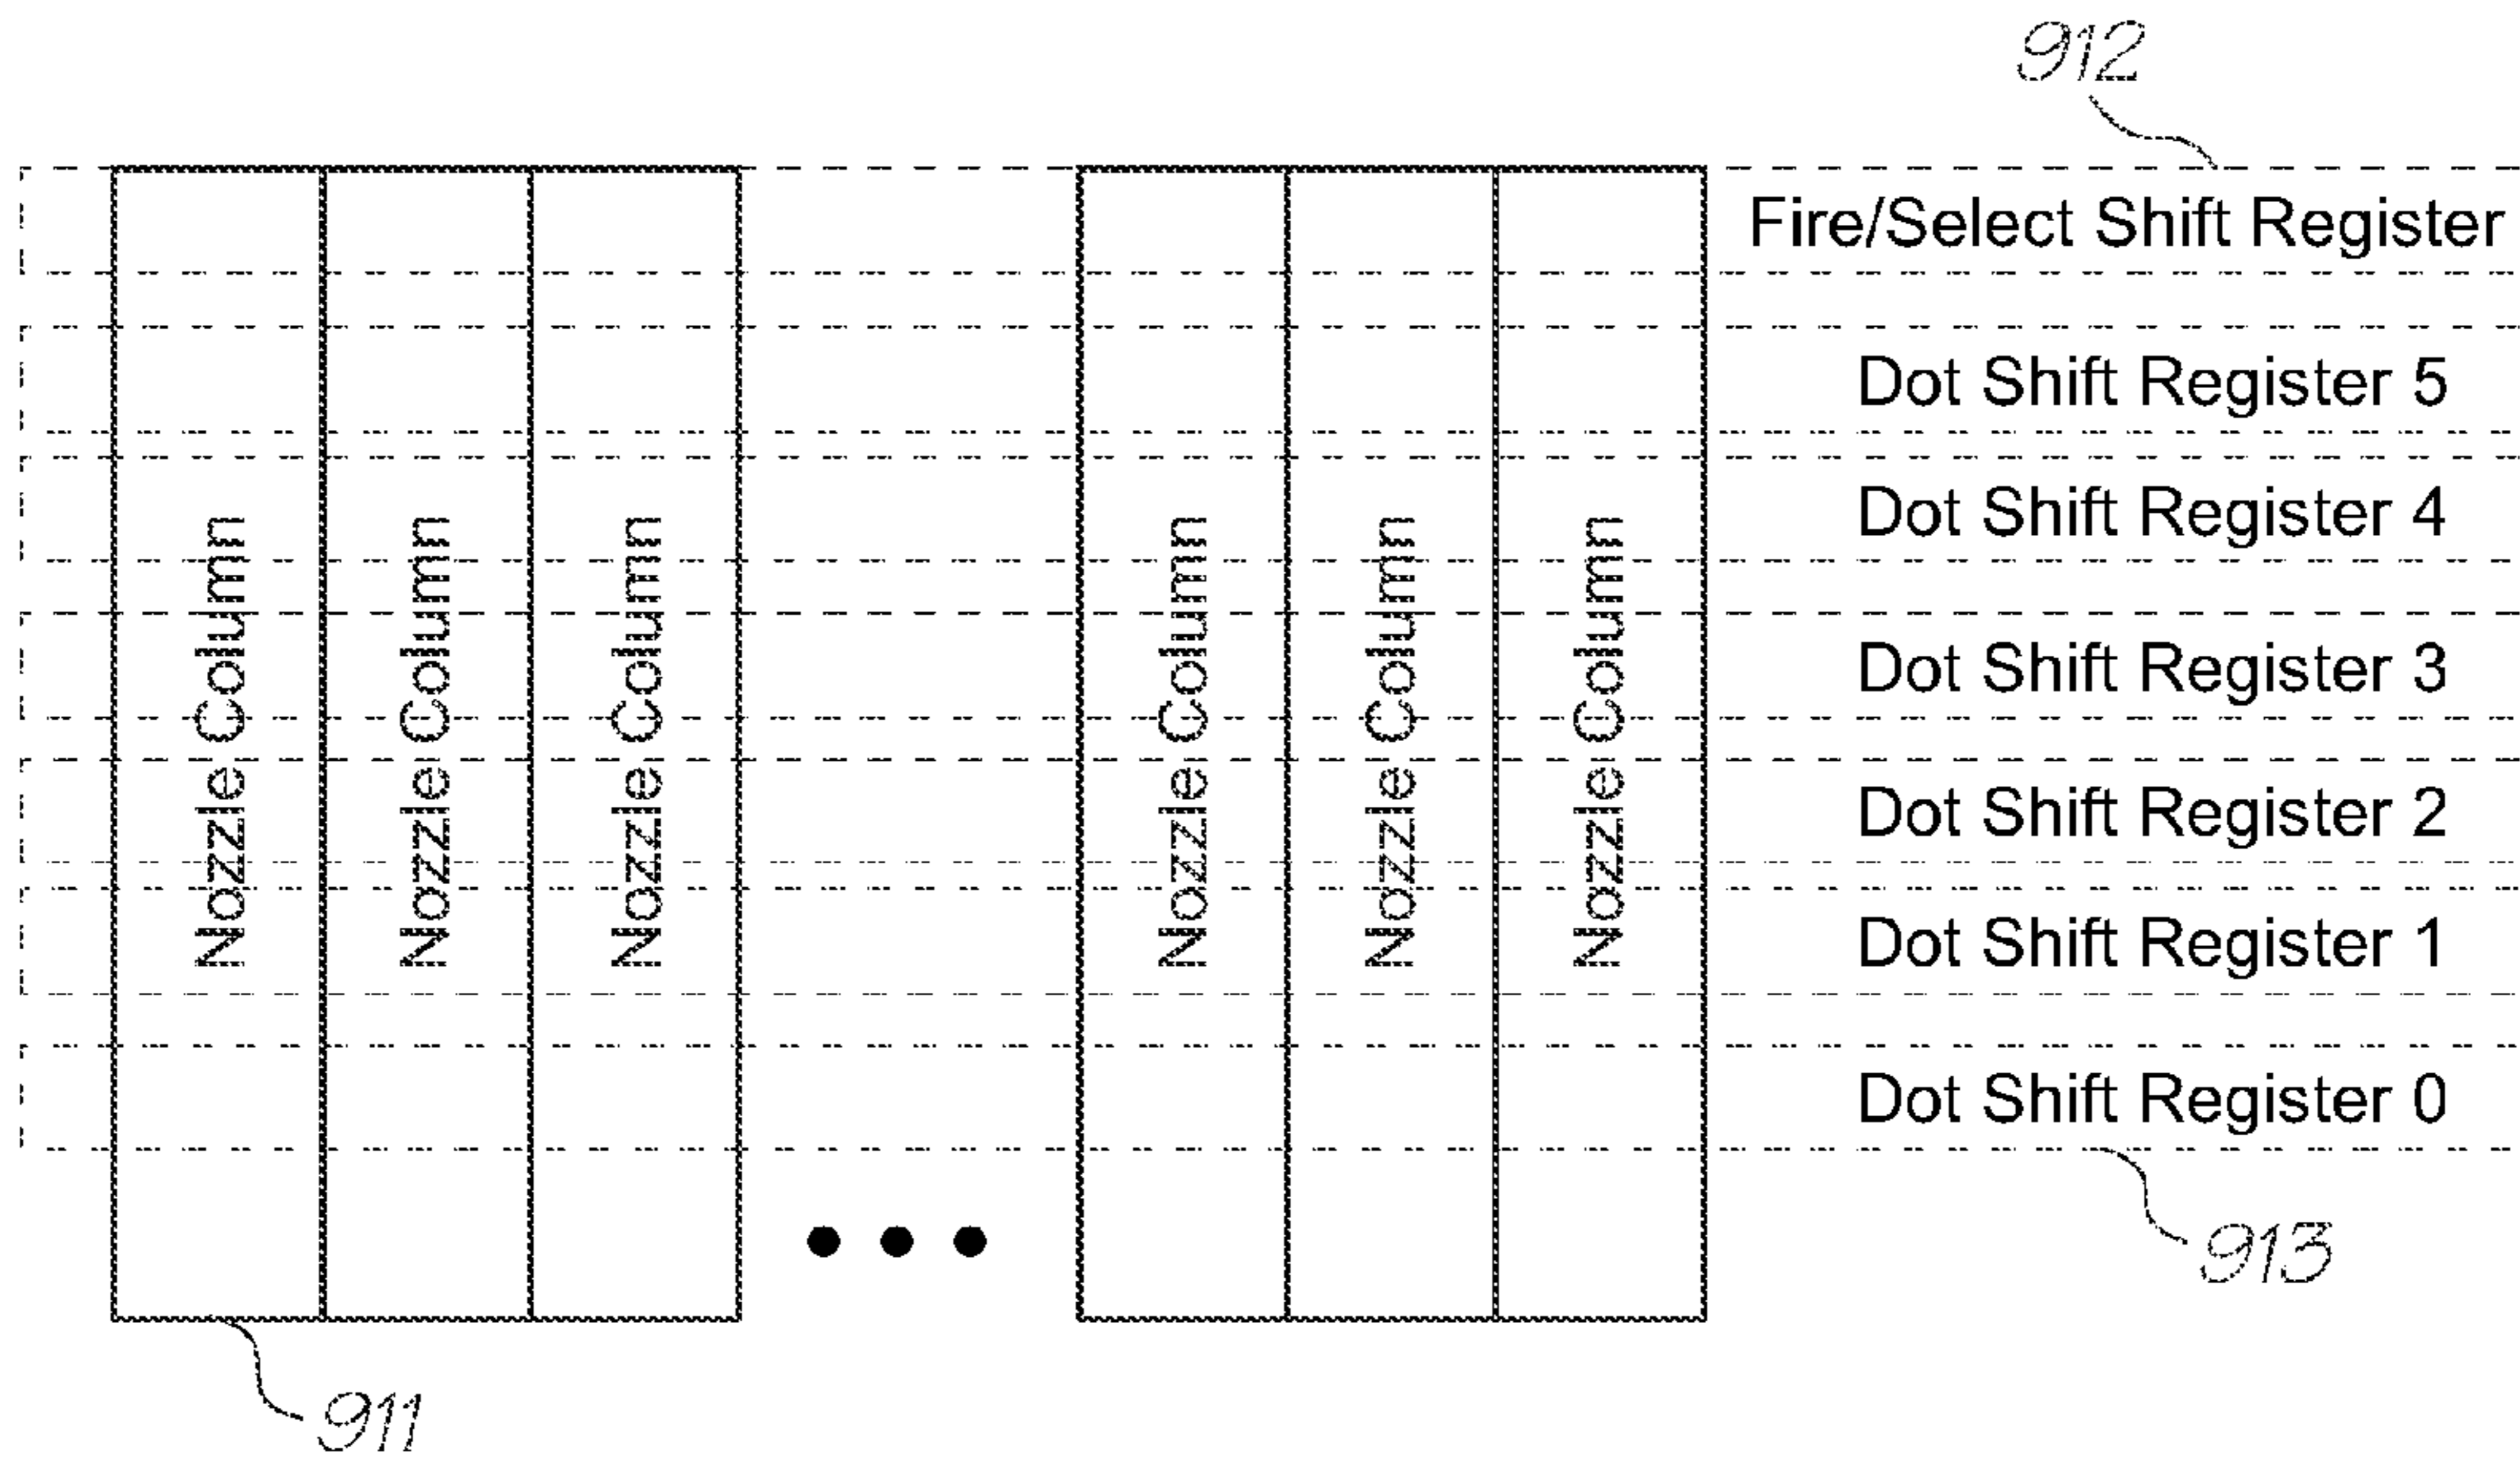 912
Fire/Select Shift Register
Dot Shift Register 5
Dot Shift Register 4
Dot Shift Register 3
Dot Shift Register 2
Dot Shift Register 1
Dot Shift Register 0
Nozzle Column
Nozzle Column
Nozzle Column
Nozzle Column
Nozzle Column
Nozzle Column
913
911